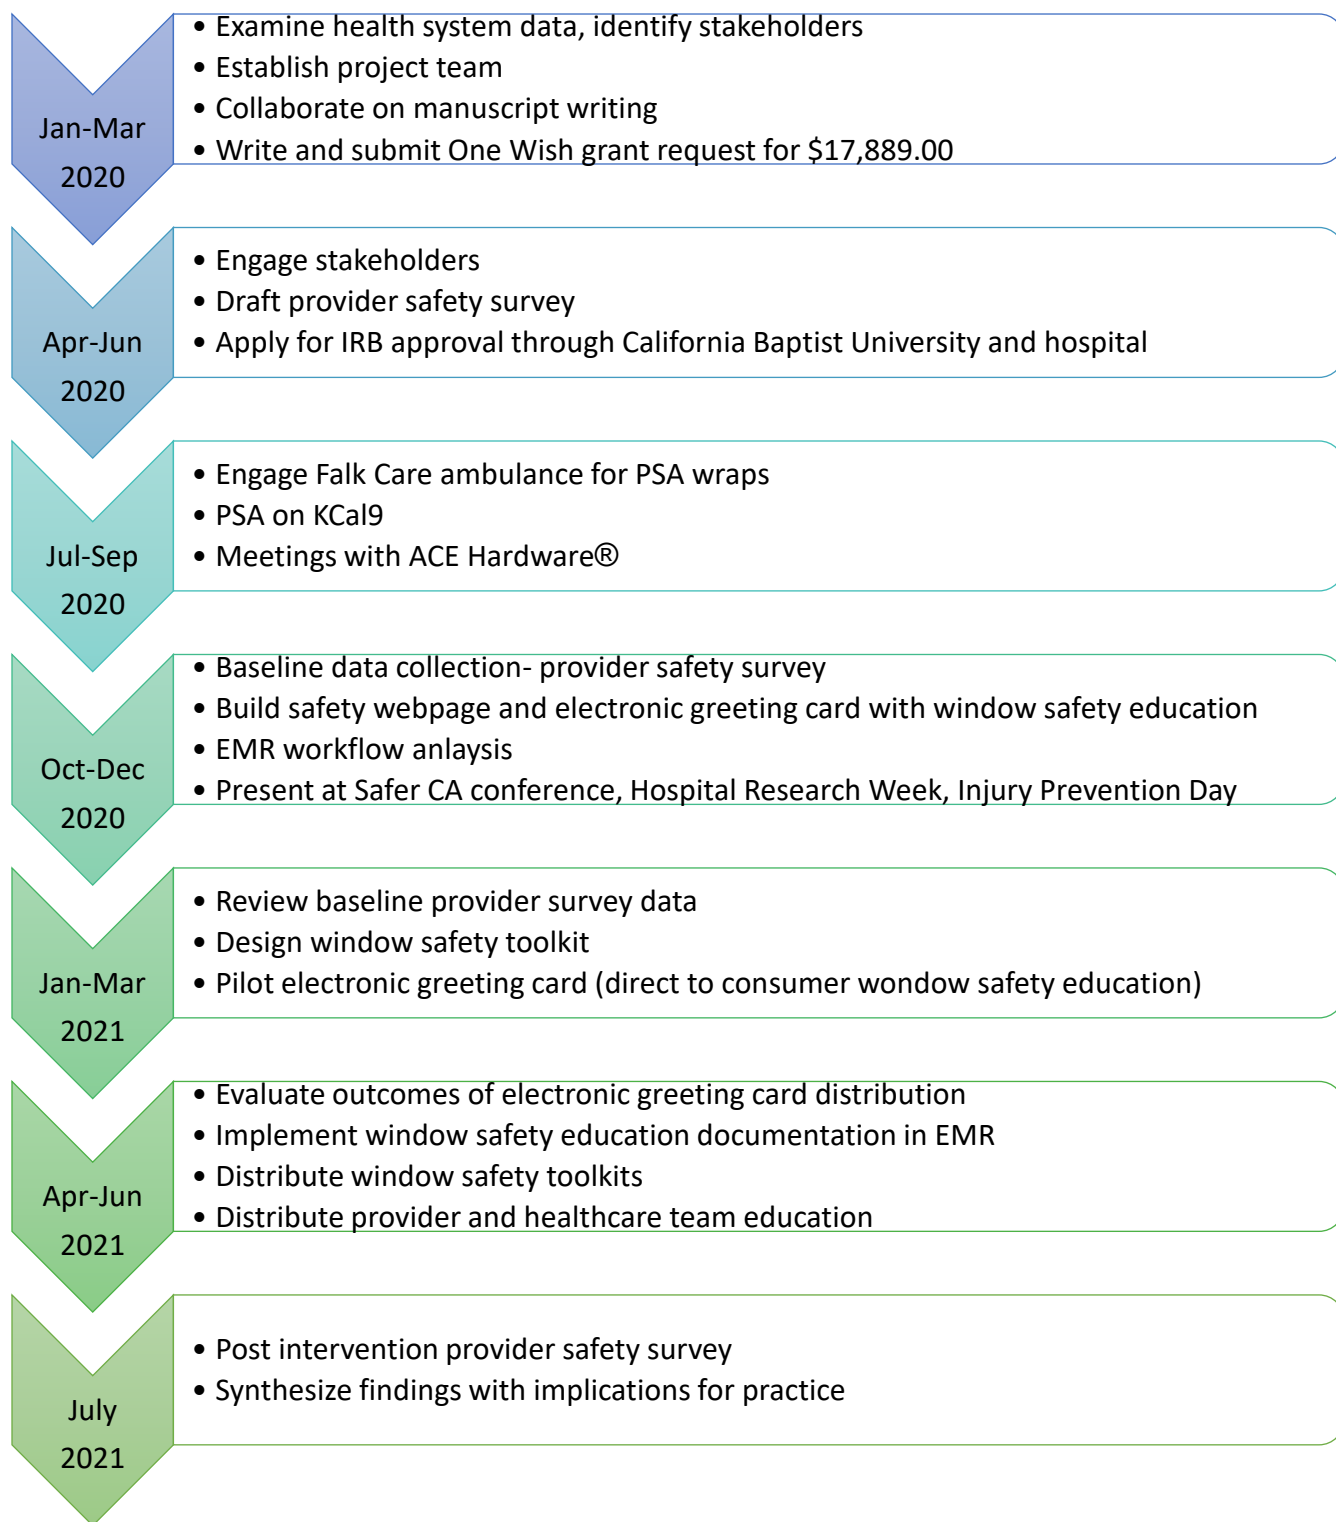 Jan-Mar
2020
• Examine health system data, identify stakeholders
• Establish project team
• Collaborate on manuscript writing
• Write and submit One Wish grant request for $17,889.00
Apr-Jun
2020
• Engage stakeholders
• Draft provider safety survey
• Apply for IRB approval through California Baptist University and hospital
Jul-Sep
2020
• Engage Falk Care ambulance for PSA wraps
• PSA on KCal9
• Meetings with ACE Hardware®
Oct-Dec
2020
• Baseline data collection- provider safety survey
• Build safety webpage and electronic greeting card with window safety education
• EMR workflow anlaysis
• Present at Safer CA conference, Hospital Research Week, Injury Prevention Day
Jan-Mar
2021
• Review baseline provider survey data
• Design window safety toolkit
• Pilot electronic greeting card (direct to consumer wondow safety education)
Apr-Jun
2021
• Evaluate outcomes of electronic greeting card distribution
• Implement window safety education documentation in EMR
• Distribute window safety toolkits
• Distribute provider and healthcare team education
July
2021
• Post intervention provider safety survey
• Synthesize findings with implications for practice